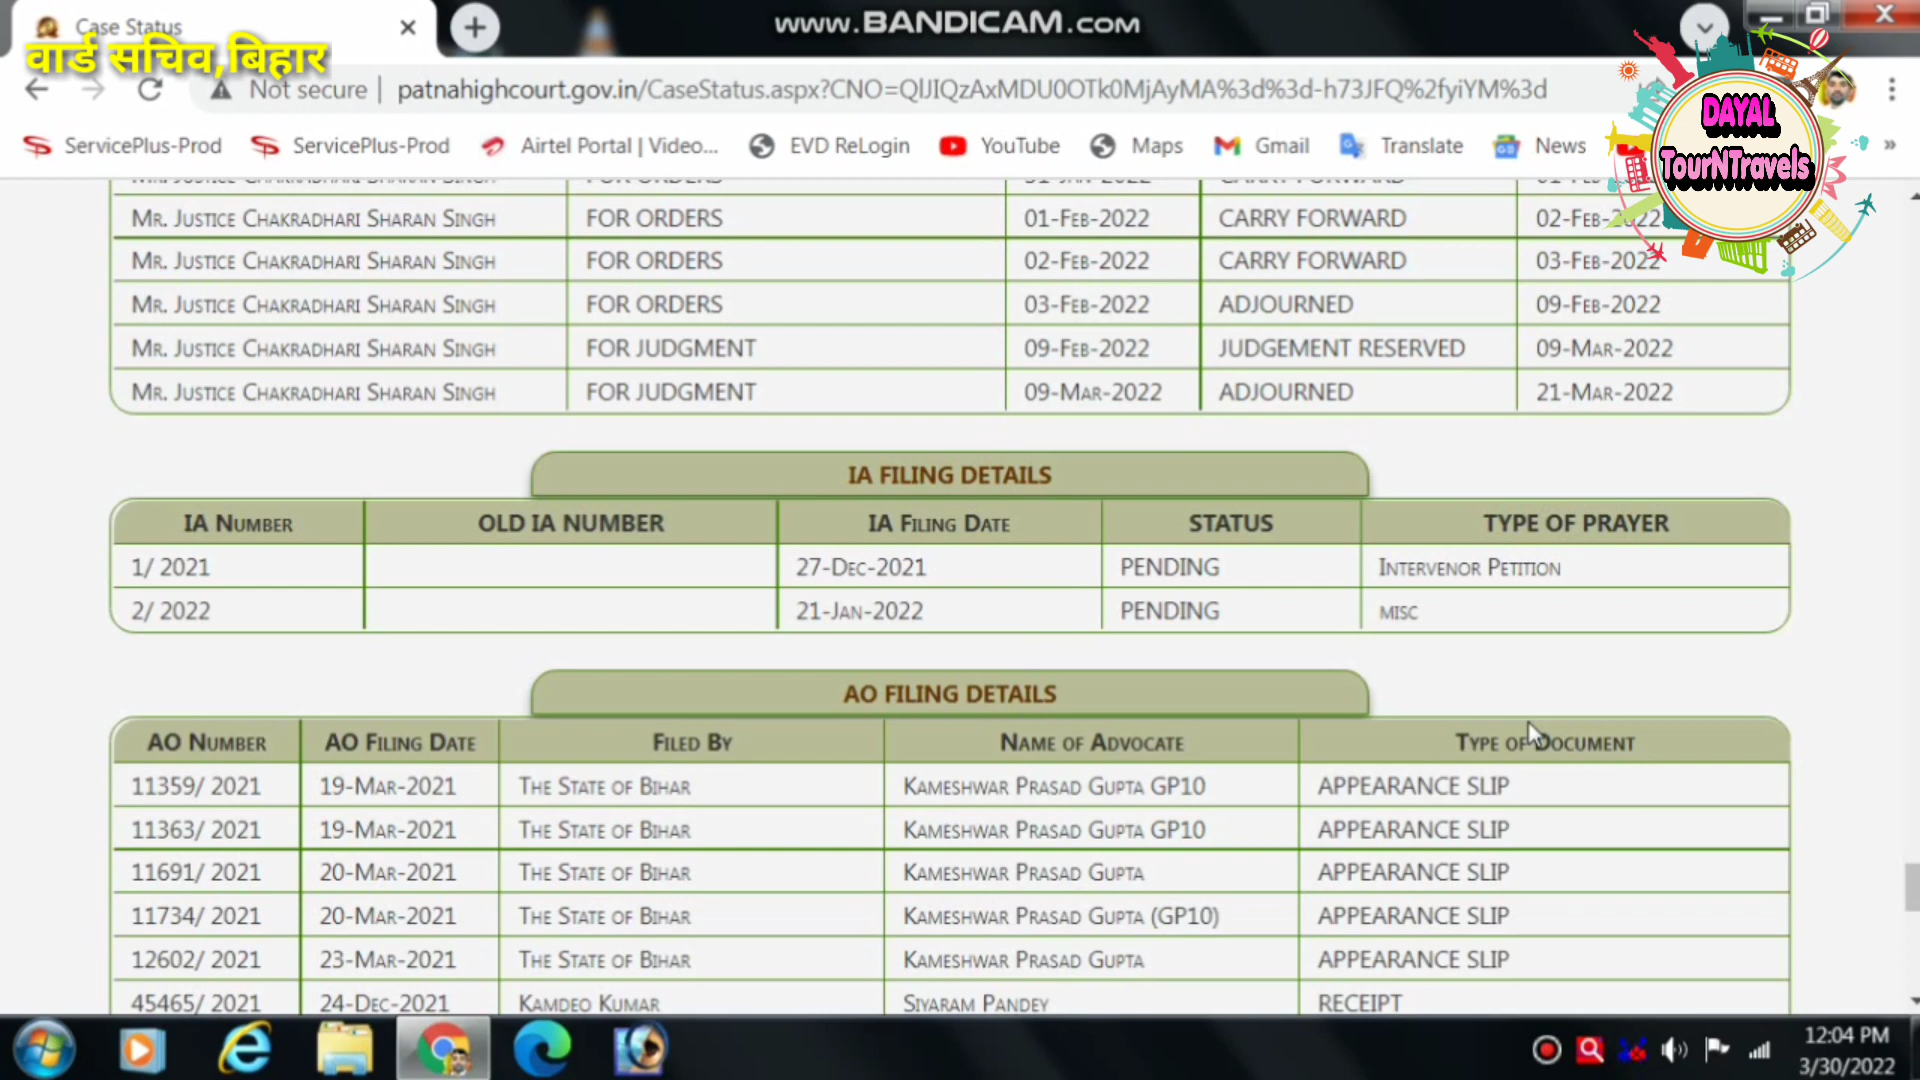 Case Status
www.BANDICAM.com
वार्ड सचिव,बिहार
Not secure | patnahighcourt.gov.in/CaseStatus.aspx?CNO=QlJIQzAxMDU0OTk0MjAyMA%3d%3d-h73JFQ%2fyiYM%3d
DAYAL
TourNTravels
ServicePlus-Prod ServicePlus-Prod Airtel Portal | Video... EVD ReLogin YouTube Maps Gmail Translate News »
Mr. Justice Chakradhari Sharan Singh FOR ORDERS 01-Feb-2022 CARRY FORWARD 02-Feb-2022
Mr. Justice Chakradhari Sharan Singh FOR ORDERS 02-Feb-2022 CARRY FORWARD 03-Feb-2022
Mr. Justice Chakradhari Sharan Singh FOR ORDERS 03-Feb-2022 ADJOURNED 09-Feb-2022
Mr. Justice Chakradhari Sharan Singh FOR JUDGMENT 09-Feb-2022 JUDGEMENT RESERVED 09-Mar-2022
Mr. Justice Chakradhari Sharan Singh FOR JUDGMENT 09-Mar-2022 ADJOURNED 21-Mar-2022
IA FILING DETAILS
IA Number OLD IA NUMBER IA Filing Date STATUS TYPE OF PRAYER
1/ 2021 27-Dec-2021 PENDING Intervenor Petition
2/ 2022 21-Jan-2022 PENDING misc
AO FILING DETAILS
AO Number AO Filing Date Filed By Name of Advocate Type of Document
11359/ 2021 19-Mar-2021 The State of Bihar Kameshwar Prasad Gupta GP10 APPEARANCE SLIP
11363/ 2021 19-Mar-2021 The State of Bihar Kameshwar Prasad Gupta GP10 APPEARANCE SLIP
11691/ 2021 20-Mar-2021 The State of Bihar Kameshwar Prasad Gupta APPEARANCE SLIP
11734/ 2021 20-Mar-2021 The State of Bihar Kameshwar Prasad Gupta (GP10) APPEARANCE SLIP
12602/ 2021 23-Mar-2021 The State of Bihar Kameshwar Prasad Gupta APPEARANCE SLIP
45465/ 2021 24-Dec-2021 Kamdeo Kumar Siyaram Pandey RECEIPT
12:04 PM
3/30/2022